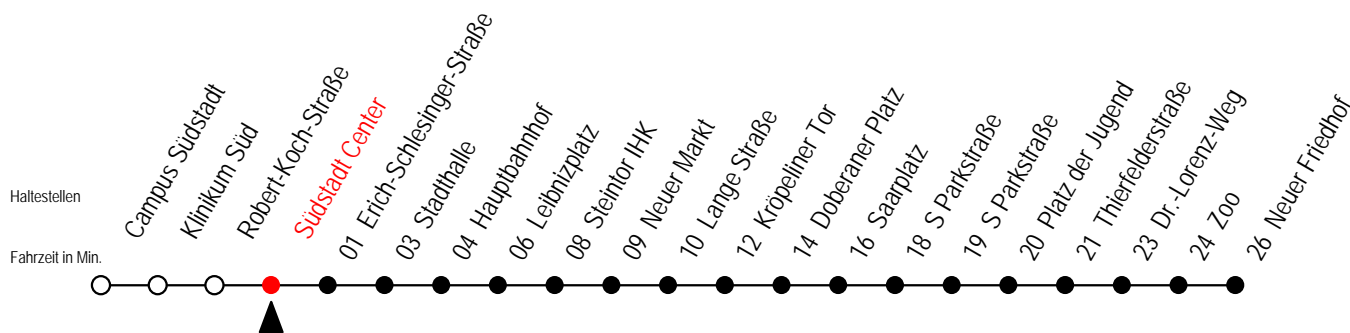 Haltestellen
Fahrzeit in Min.
Campus Südstadt
Klinikum Süd
Robert-Koch-Straße
Südstadt Center
01 Erich-Schlesinger-Straße
03 Stadthalle
04 Hauptbahnhof
06 Leibnizplatz
08 Steintor IHK
09 Neuer Markt
10 Lange Straße
12 Kröpeliner Tor
14 Doberaner Platz
16 Saarplatz
18 S Parkstraße
19 S Parkstraße
20 Platz der Jugend
21 Thierfelderstraße
23 Dr.-Lorenz-Weg
24 Zoo
26 Neuer Friedhof